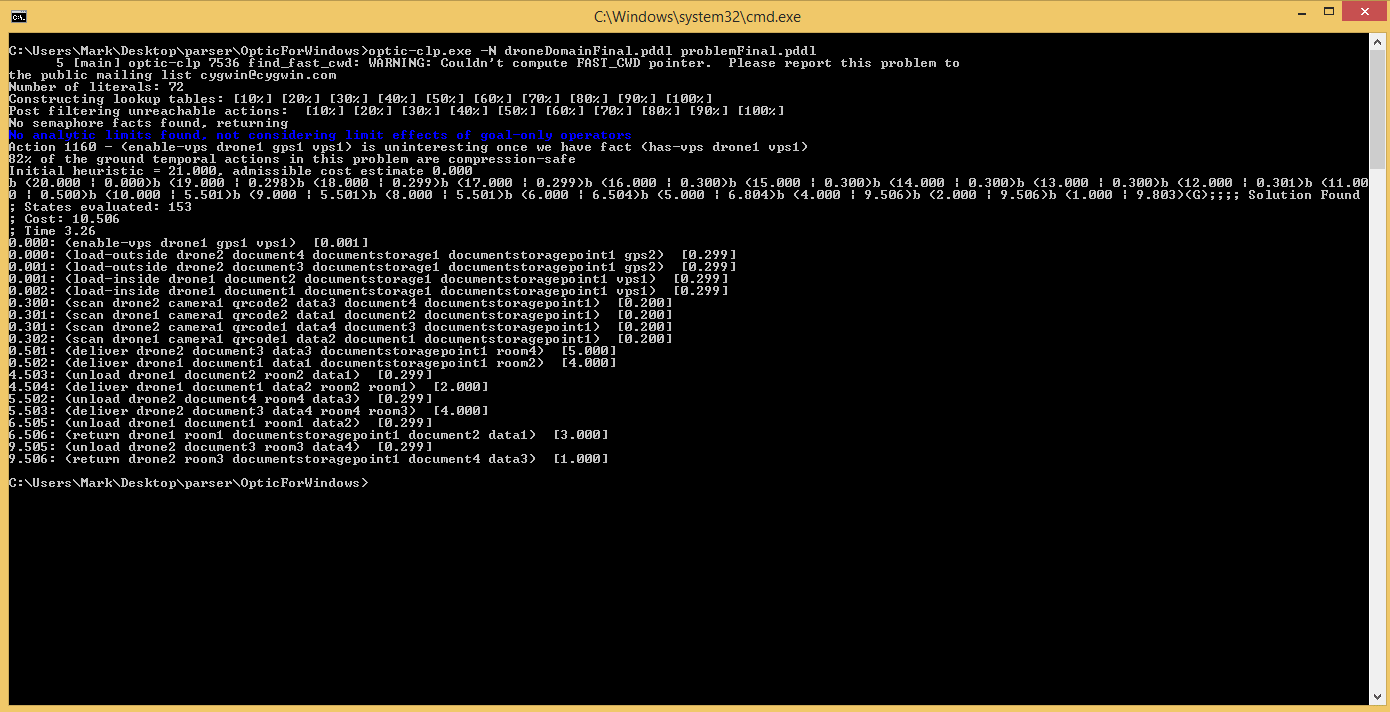 C:\Windows\system32\cmd.exe
C:\Users\Mark\Desktop\parser\OpticForWindows>optic-clp.exe -N droneDomainFinal.pddl problemFinal.pddl
      5 [main] optic-clp 7536 find_fast_cwd: WARNING: Couldn't compute FAST_CWD pointer.  Please report this problem to
the public mailing list cygwin@cygwin.com
Number of literals: 72
Constructing lookup tables: [10%] [20%] [30%] [40%] [50%] [60%] [70%] [80%] [90%] [100%]
Post filtering unreachable actions:  [10%] [20%] [30%] [40%] [50%] [60%] [70%] [80%] [90%] [100%]
No semaphore facts found, returning
No analytic limits found, not considering limit effects of goal-only operators
Action 1160 - (enable-vps drone1 gps1 vps1) is uninteresting once we have fact (has-vps drone1 vps1)
82% of the ground temporal actions in this problem are compression-safe
Initial heuristic = 21.000, admissible cost estimate 0.000
b (20.000 | 0.000)b (19.000 | 0.298)b (18.000 | 0.299)b (17.000 | 0.299)b (16.000 | 0.300)b (15.000 | 0.300)b (14.000 | 0.300)b (13.000 | 0.300)b (12.000 | 0.301)b (11.00
0 | 0.500)b (10.000 | 5.501)b (9.000 | 5.501)b (8.000 | 5.501)b (6.000 | 6.504)b (5.000 | 6.804)b (4.000 | 9.506)b (2.000 | 9.506)b (1.000 | 9.803)(G);;;; Solution Found
; States evaluated: 153
; Cost: 10.506
; Time 3.26
0.000: (enable-vps drone1 gps1 vps1)  [0.001]
0.000: (load-outside drone2 document4 documentstorage1 documentstoragepoint1 gps2)  [0.299]
0.001: (load-outside drone2 document3 documentstorage1 documentstoragepoint1 gps2)  [0.299]
0.001: (load-inside drone1 document2 documentstorage1 documentstoragepoint1 vps1)  [0.299]
0.002: (load-inside drone1 document1 documentstorage1 documentstoragepoint1 vps1)  [0.299]
0.300: (scan drone2 camera1 qrcode2 data3 document4 documentstoragepoint1)  [0.200]
0.301: (scan drone1 camera1 qrcode2 data1 document2 documentstoragepoint1)  [0.200]
0.301: (scan drone2 camera1 qrcode1 data4 document3 documentstoragepoint1)  [0.200]
0.302: (scan drone1 camera1 qrcode1 data2 document1 documentstoragepoint1)  [0.200]
0.501: (deliver drone2 document3 data3 documentstoragepoint1 room4)  [5.000]
0.502: (deliver drone1 document1 data1 documentstoragepoint1 room2)  [4.000]
4.503: (unload drone1 document2 room2 data1)  [0.299]
4.504: (deliver drone1 document1 data2 room2 room1)  [2.000]
5.502: (unload drone2 document4 room4 data3)  [0.299]
5.503: (deliver drone2 document3 data4 room4 room3)  [4.000]
6.505: (unload drone1 document1 room1 data2)  [0.299]
6.506: (return drone1 room1 documentstoragepoint1 document2 data1)  [3.000]
9.505: (unload drone2 document3 room3 data4)  [0.299]
9.506: (return drone2 room3 documentstoragepoint1 document4 data3)  [1.000]
C:\Users\Mark\Desktop\parser\OpticForWindows>